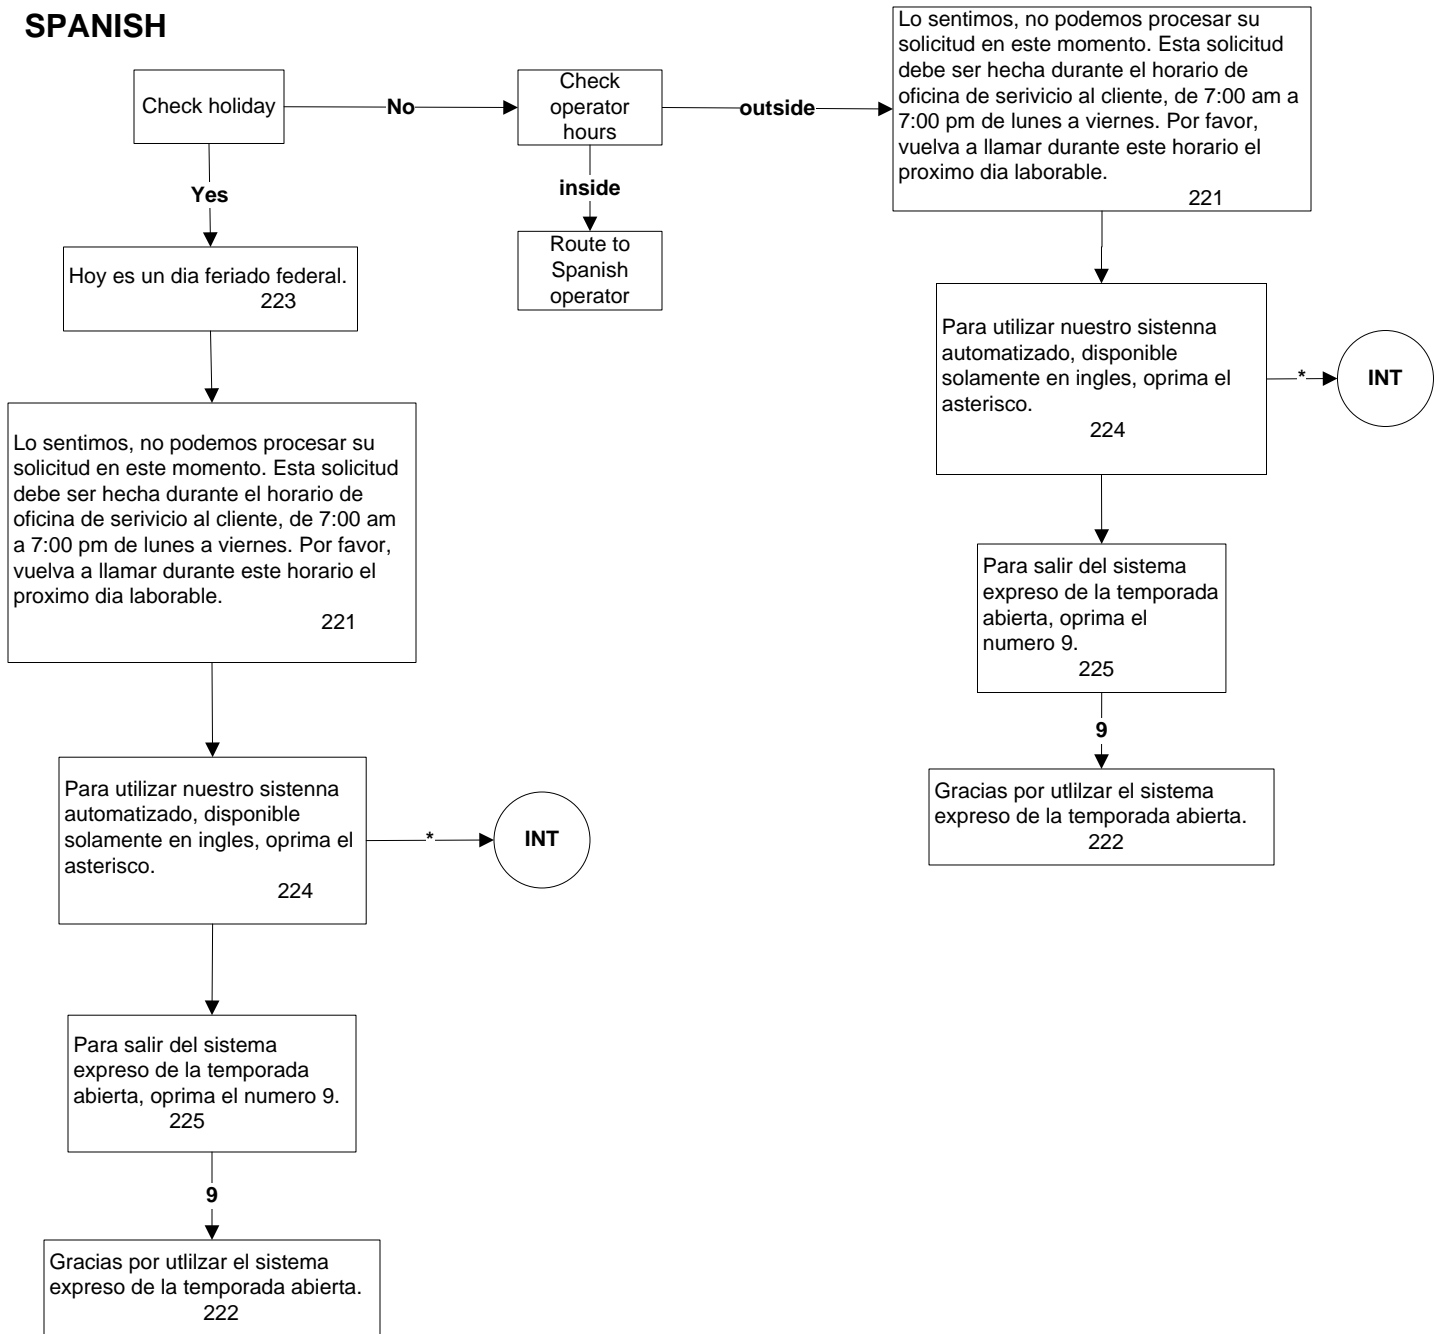 SPANISH
Check holiday
No
Check
operator
hours
outside
Lo sentimos, no podemos procesar su
solicitud en este momento. Esta solicitud
debe ser hecha durante el horario de
oficina de serivicio al cliente, de 7:00 am a
7:00 pm de lunes a viernes. Por favor,
vuelva a llamar durante este horario el
proximo dia laborable.
221
Yes
inside
Hoy es un dia feriado federal.
223
Route to
Spanish
operator
Para utilizar nuestro sistenna
automatizado, disponible
solamente en ingles, oprima el
asterisco.
224
*
INT
Lo sentimos, no podemos procesar su
solicitud en este momento. Esta solicitud
debe ser hecha durante el horario de
oficina de serivicio al cliente, de 7:00 am
a 7:00 pm de lunes a viernes. Por favor,
vuelva a llamar durante este horario el
proximo dia laborable.
221
Para salir del sistema
expreso de la temporada
abierta, oprima el
numero 9.
225
9
Gracias por utlilzar el sistema
expreso de la temporada abierta.
222
Para utilizar nuestro sistenna
automatizado, disponible
solamente en ingles, oprima el
asterisco.
224
*
INT
Para salir del sistema
expreso de la temporada
abierta, oprima el numero 9.
225
9
Gracias por utlilzar el sistema
expreso de la temporada abierta.
222